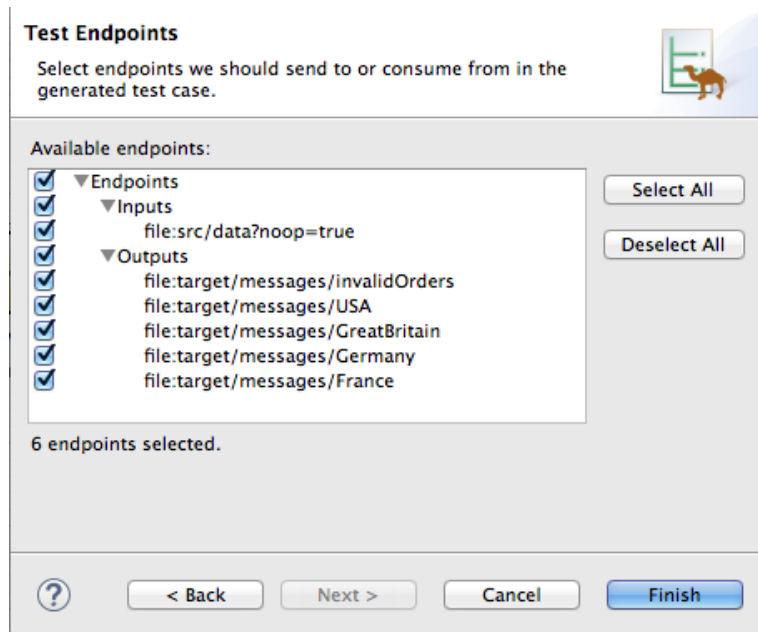 Test Endpoints
Select endpoints we should send to or consume from in the
generated test case.
Available endpoints:
Endpoints
Inputs
file:src/data?noop=true
Outputs
file:target/messages/invalidOrders
file:target/messages/USA
file:target/messages/GreatBritain
file:target/messages/Germany
file:target/messages/France
Select All
Deselect All
6 endpoints selected.
?
< Back
Next >
Cancel
Finish